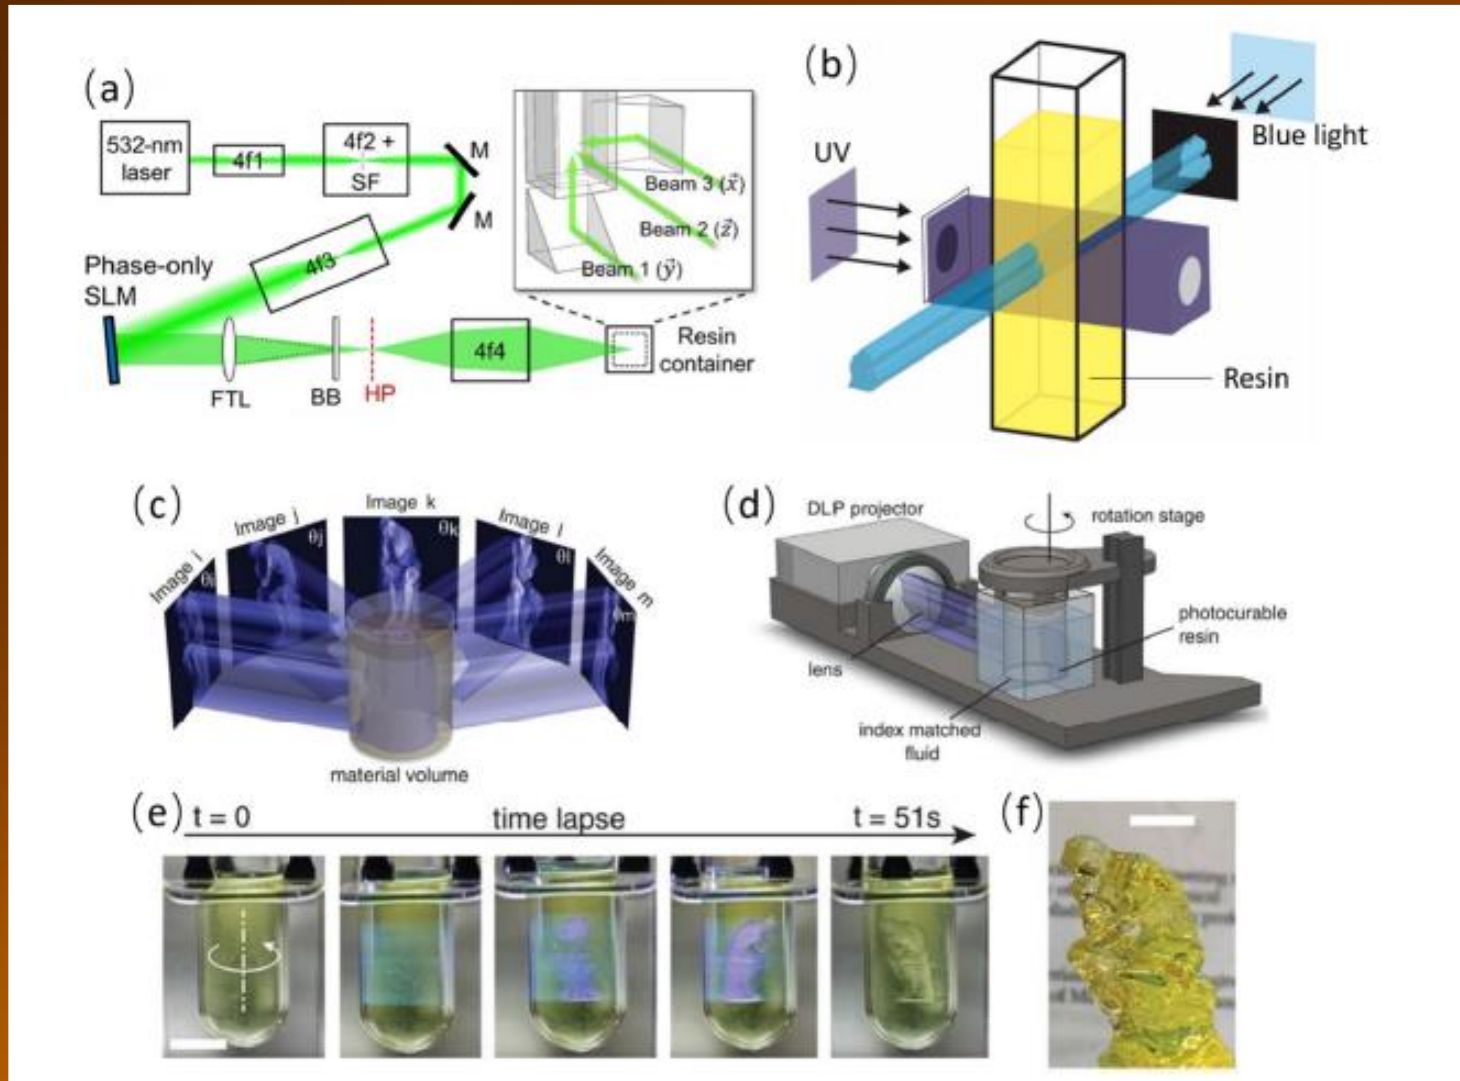 (a)
532-nm
laser
4f1
4f2 +
SF
M
M
4f3
Phase-only
SLM
FTL
BB
HP
4f4
Resin
container
Beam 3 (x⃗)
Beam 2 (z⃗)
Beam 1 (y⃗)
(b)
UV
Blue light
Resin
(c)
Image i
θi
Image j
θj
Image k
θk
Image l
θl
Image m
θm
material volume
(d)
DLP projector
rotation stage
photocurable
resin
lens
index matched
fluid
(e)
t = 0
time lapse
t = 51s
(f)